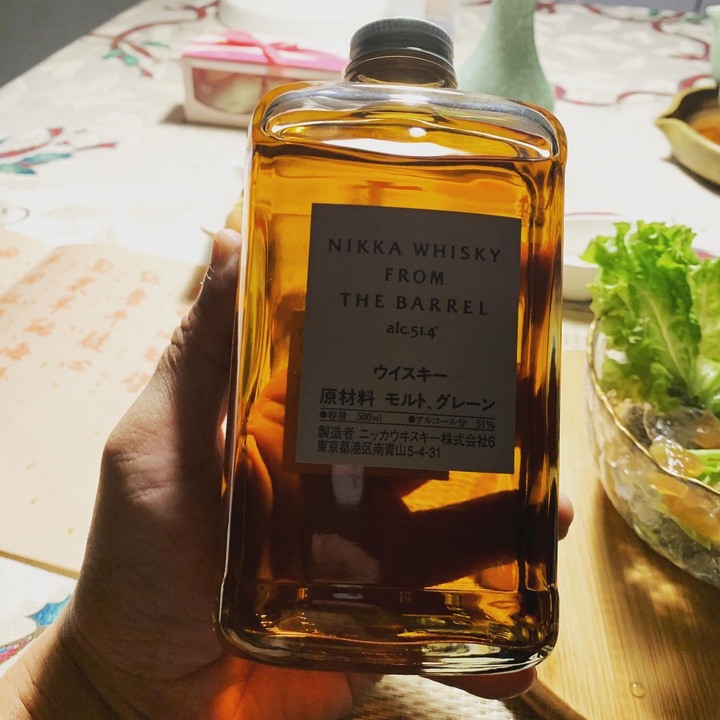 NIKKA WHISKY
FROM
THE BARREL
alc.51.4°
ウイスキー
原材料 モルト、グレーン
●容量 500ml ●アルコール分 51%
製造者 ニッカウヰスキー株式会社6
東京都港区南青山5-4-31